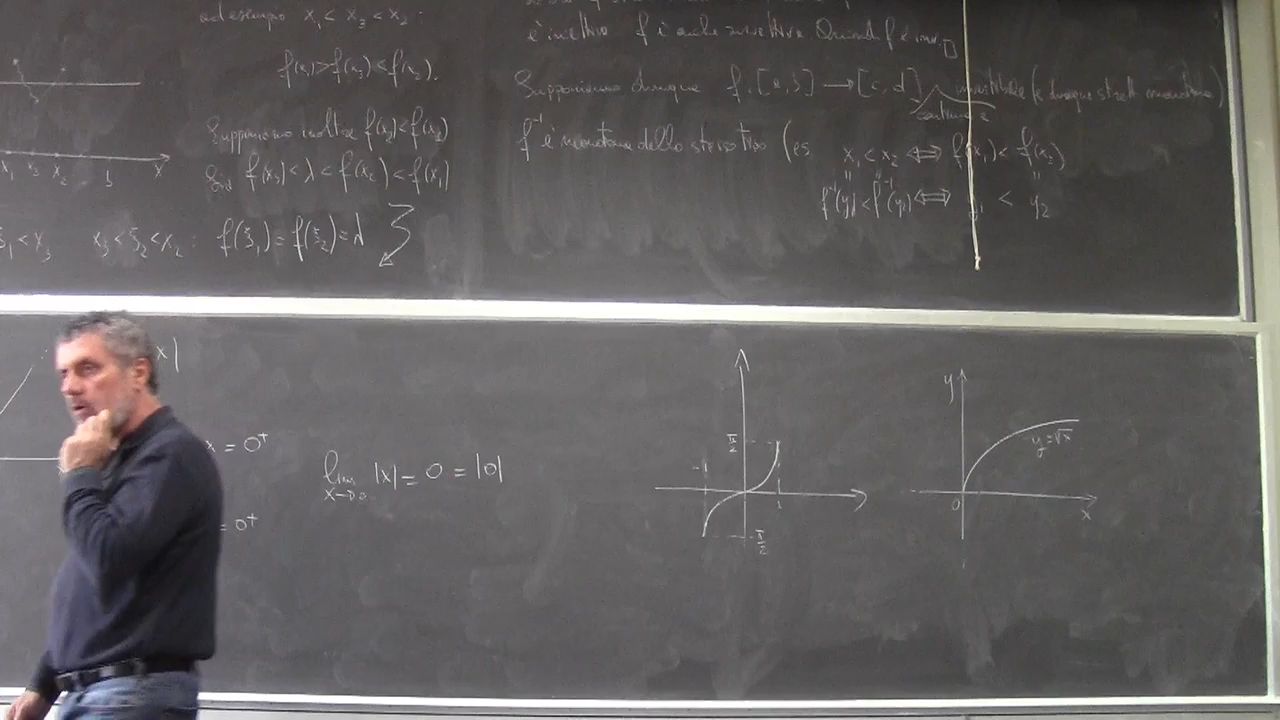 ad esempio x₁ < x₃ < x₂ :
f(x₁) > f(x₃) < f(x₂).
Supponiamo inoltre f(x₁) < f(x₂)
f(x₃) < λ < f(x₂) < f(x₁)
ξ₁ < x₃ x₃ < ξ₂ < x₂ : f(ξ₁) = f(ξ₂) = λ
x₁ x₃ x₂ x
è iniettiva f è anche suriettiva Quindi f è inv.
Supponiamo dunque f: [a,b] → [c,d] continua e invertibile (e dunque strett. monotona)
f⁻¹ è monotona dello stesso tipo (es x₁ < x₂ ⟺ f(x₁) < f(x₂)
" " "
f⁻¹(y₁) < f⁻¹(y₂) ⟺ y₁ < y₂
x|
x = 0⁺
= 0⁺
lim |x| = 0 = |0|
x→0
π/2
-1
1
-π/2
y
y=√x
0
x